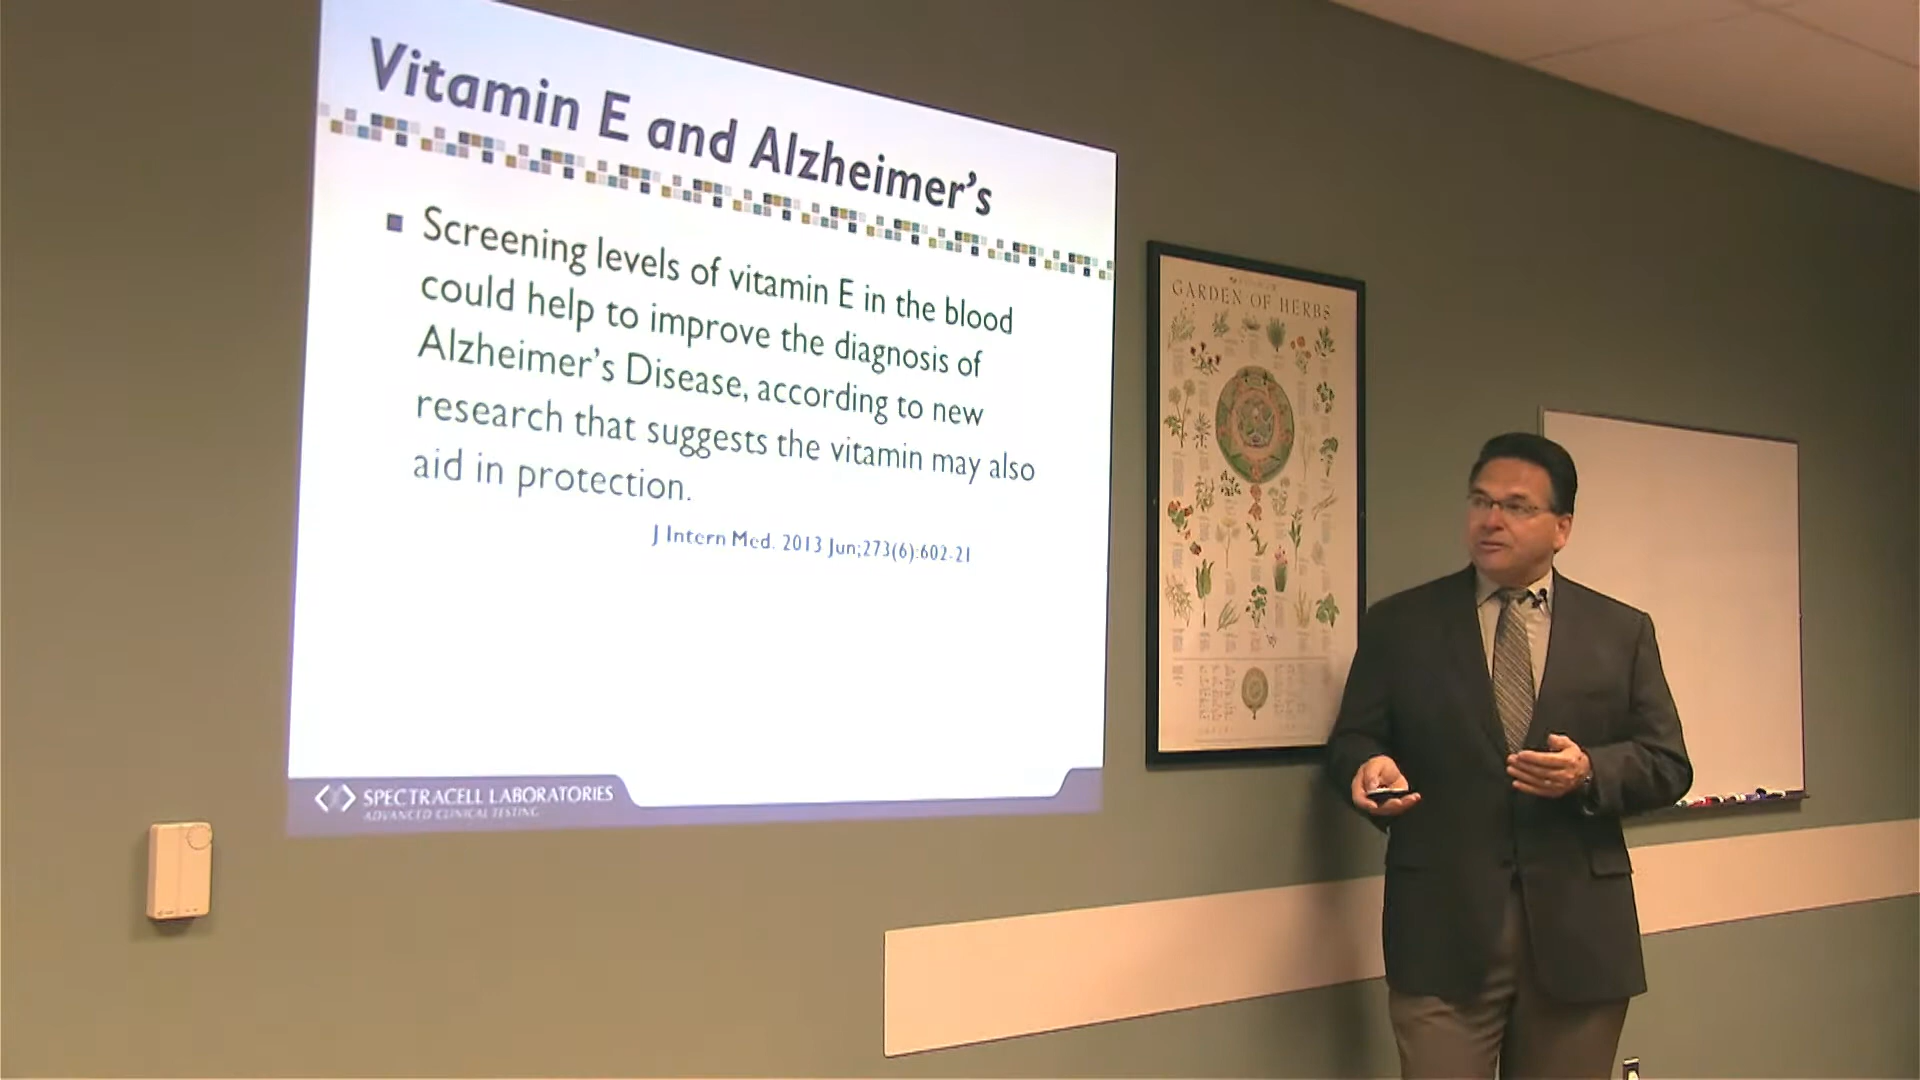 Vitamin E and Alzheimer's
Screening levels of vitamin E in the blood
could help to improve the diagnosis of
Alzheimer's Disease, according to new
research that suggests the vitamin may also
aid in protection.
J Intern Med. 2013 Jun;273(6):602-21
SPECTRACELL LABORATORIES
ADVANCED CLINICAL TESTING
GARDEN OF HERBS